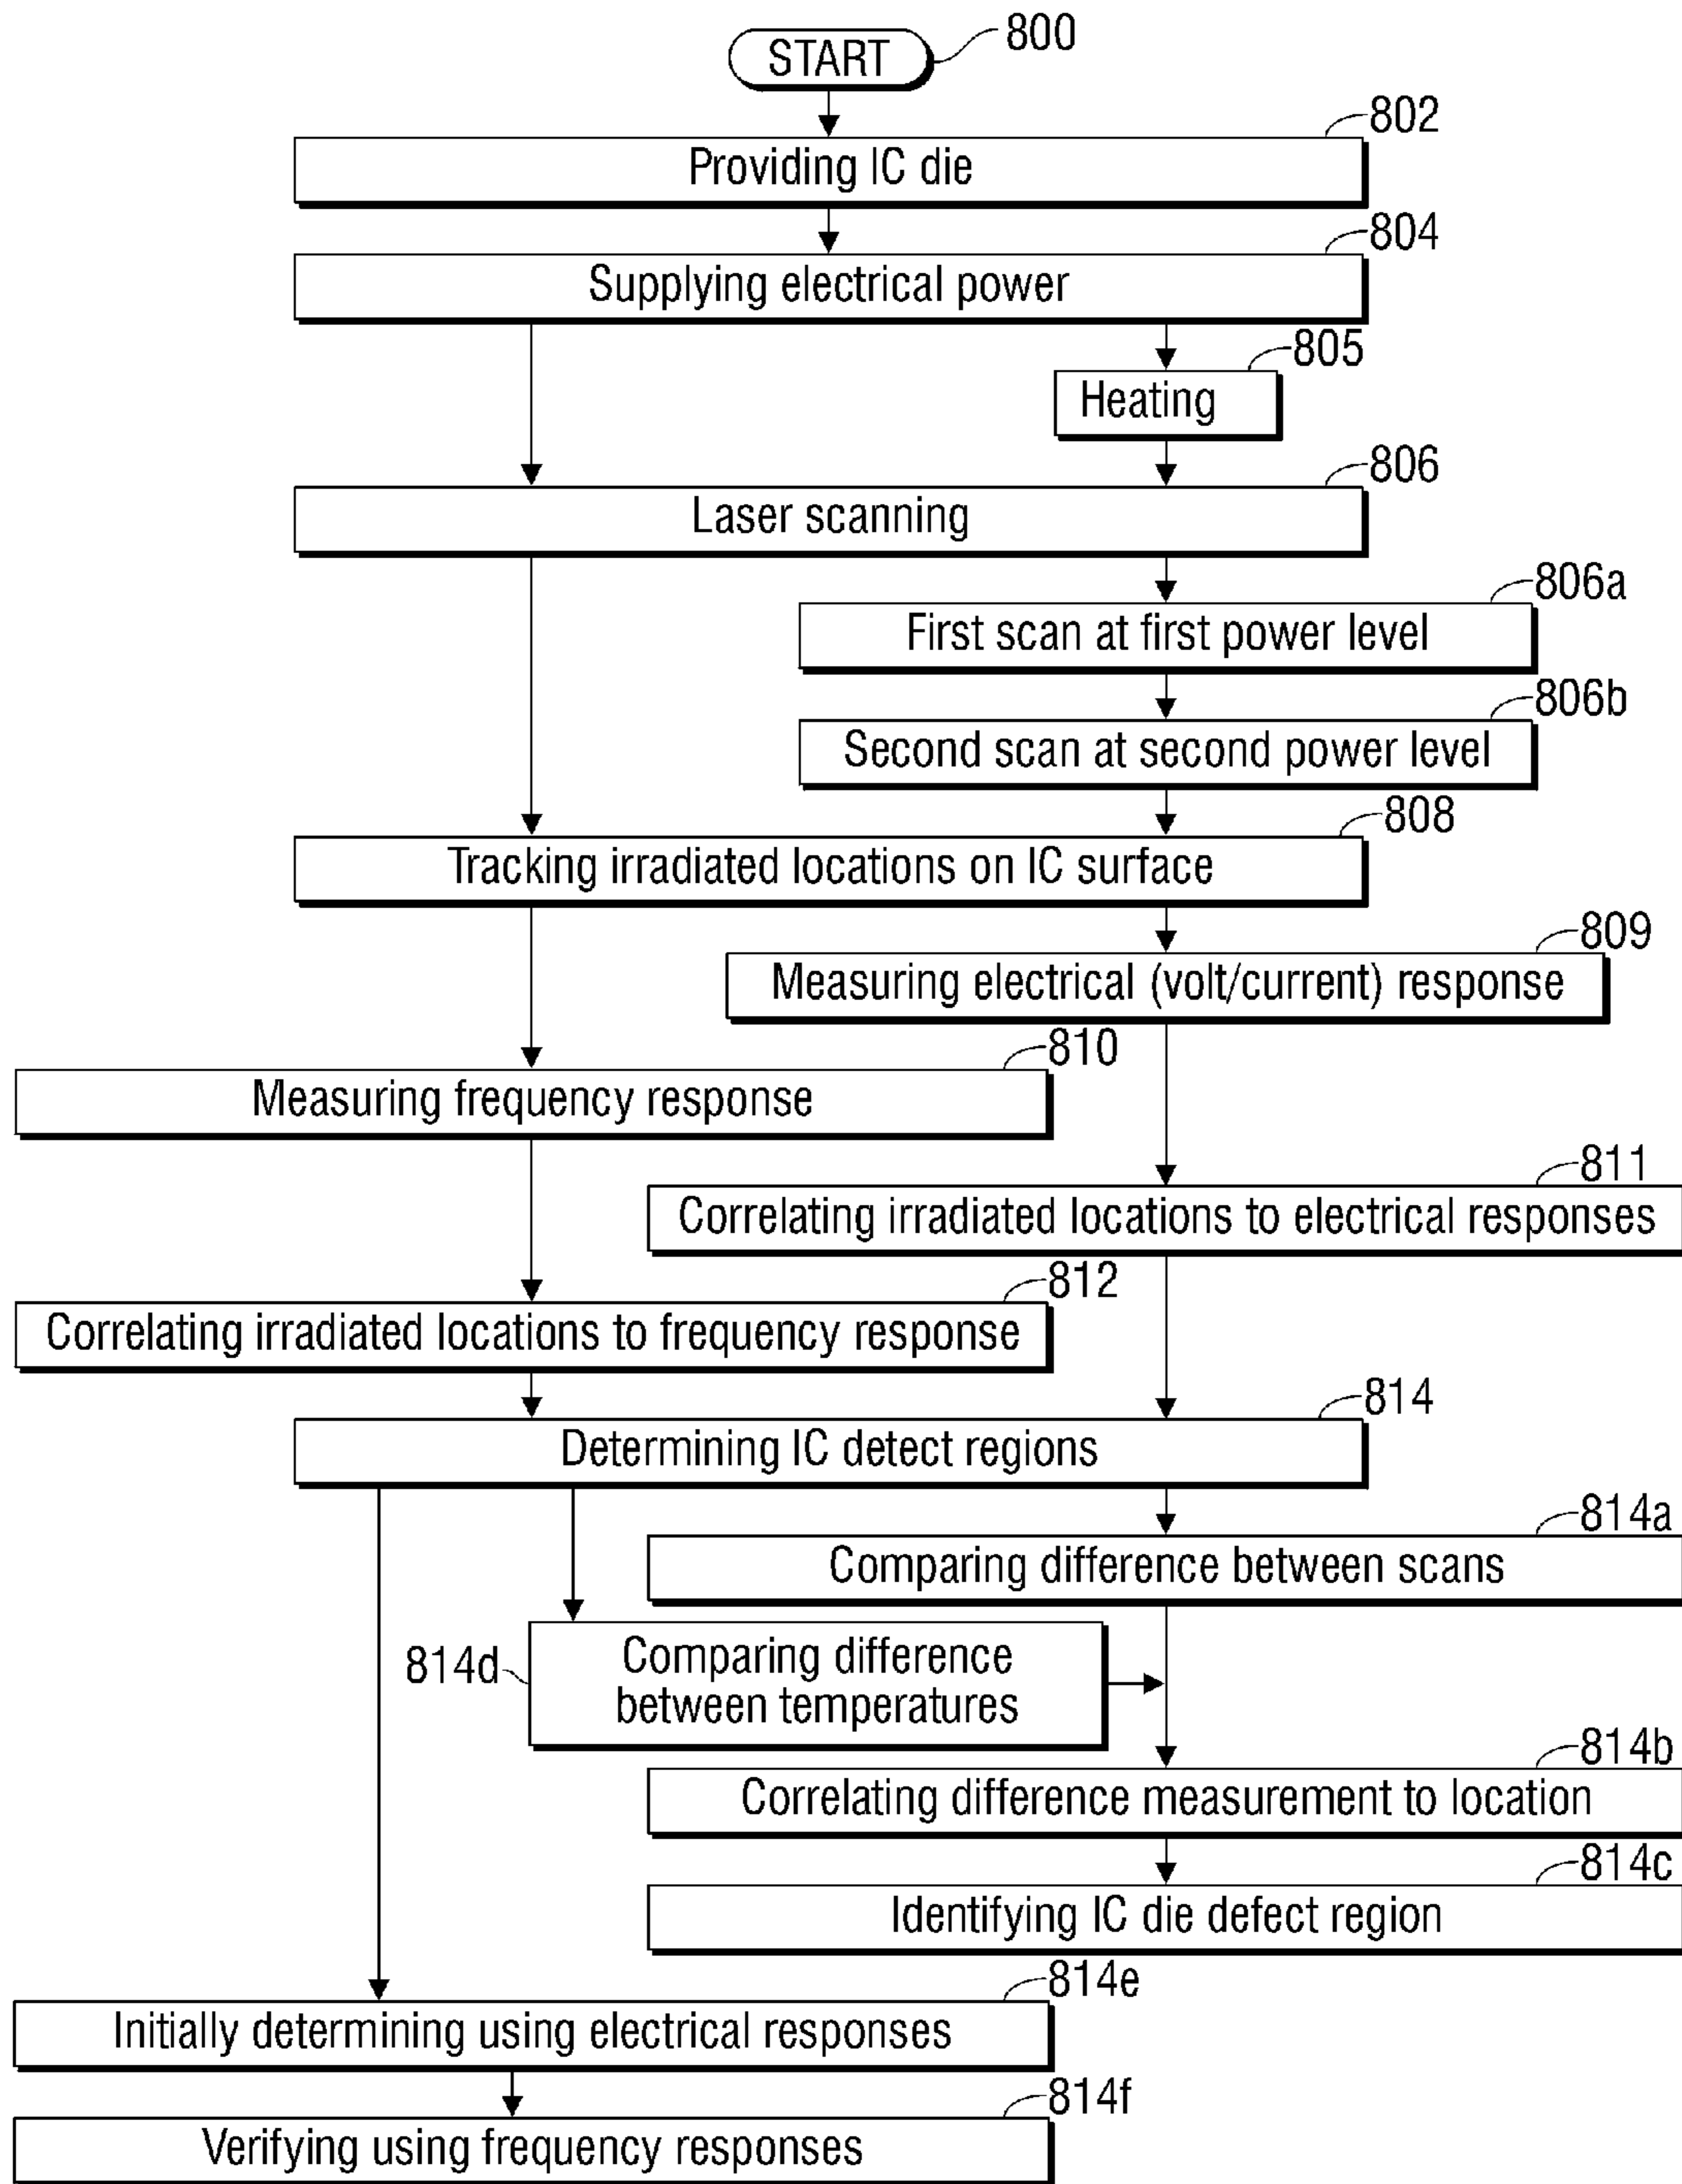 START
800
802
Providing IC die
804
Supplying electrical power
805
Heating
806
Laser scanning
806a
First scan at first power level
806b
Second scan at second power level
808
Tracking irradiated locations on IC surface
809
Measuring electrical (volt/current) response
810
Measuring frequency response
811
Correlating irradiated locations to electrical responses
812
Correlating irradiated locations to frequency response
814
Determining IC detect regions
814a
Comparing difference between scans
814d
Comparing difference
between temperatures
814b
Correlating difference measurement to location
814c
Identifying IC die defect region
814e
Initially determining using electrical responses
814f
Verifying using frequency responses